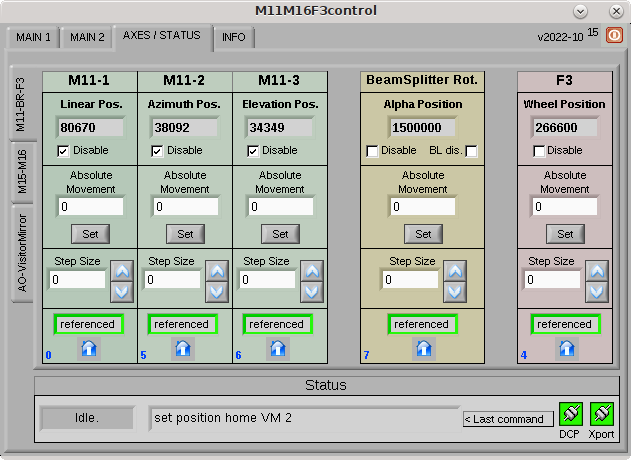 M11M16F3control
MAIN 1
MAIN 2
AXES / STATUS
INFO
v2022-10
15
M11-BR-F3
M15-M16
AO-VisitorMirror
M11-1
Linear Pos.
80670
Disable
Absolute
Movement
0
Set
Step Size
0
referenced
0
M11-2
Azimuth Pos.
38092
Disable
Absolute
Movement
0
Set
Step Size
0
referenced
5
M11-3
Elevation Pos.
34349
Disable
Absolute
Movement
0
Set
Step Size
0
referenced
6
BeamSplitter Rot.
Alpha Position
1500000
Disable
BL dis.
Absolute
Movement
0
Set
Step Size
0
referenced
7
F3
Wheel Position
266600
Disable
Absolute
Movement
0
Set
Step Size
0
referenced
4
Status
Idle.
set position home VM 2
< Last command
DCP
Xport